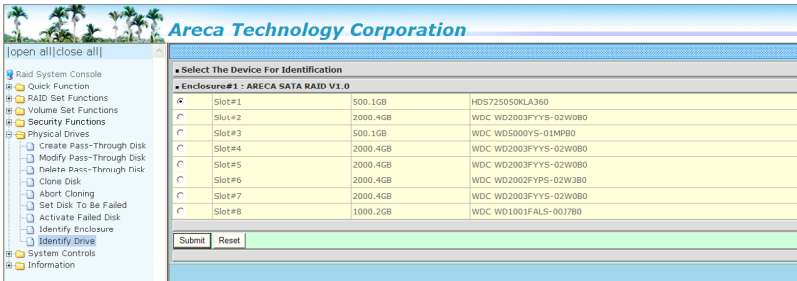 Areca Technology Corporation
|open all|close all|
Raid System Console
Quick Function
RAID Set Functions
Volume Set Functions
Security Functions
Physical Drives
Create Pass-Through Disk
Modify Pass-Through Disk
Delete Pass-Through Disk
Clone Disk
Abort Cloning
Set Disk To Be Failed
Activate Failed Disk
Identify Enclosure
Identify Drive
System Controls
Information
Select The Device For Identification
Enclosure#1 : ARECA SATA RAID V1.0
Slot#1 500.1GB HDS725050KLA360
Slot#2 2000.4GB WDC WD2003FYYS-02W0B0
Slot#3 500.1GB WDC WD5000YS-01MPB0
Slot#4 2000.4GB WDC WD2003FYYS-02W0B0
Slot#5 2000.4GB WDC WD2003FYYS-02W0B0
Slot#6 2000.4GB WDC WD2002FYPS-02W3B0
Slot#7 2000.4GB WDC WD2003FYYS-02W0B0
Slot#8 1000.2GB WDC WD1001FALS-00J7B0
Submit Reset